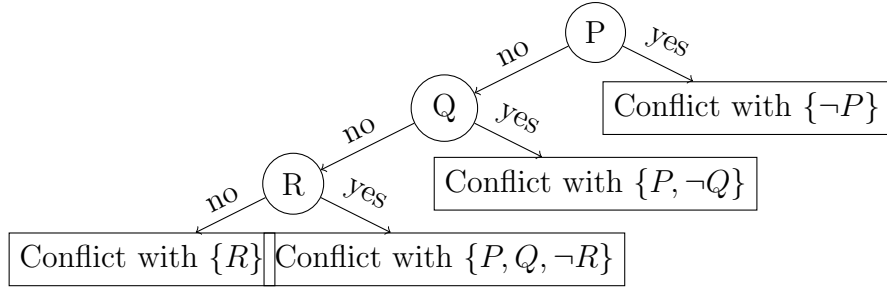 P
no
yes
Q
Conflict with {¬P}
no
yes
R
Conflict with {P, ¬Q}
no
yes
Conflict with {R}
Conflict with {P, Q, ¬R}